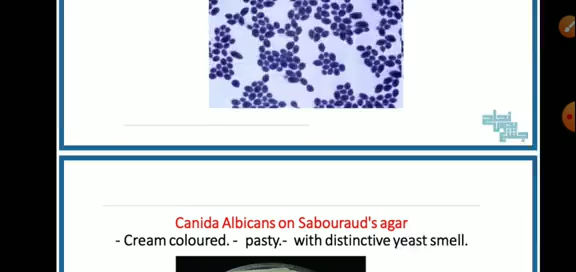 Canida Albicans on Sabouraud's agar
- Cream coloured. - pasty.- with distinctive yeast smell.